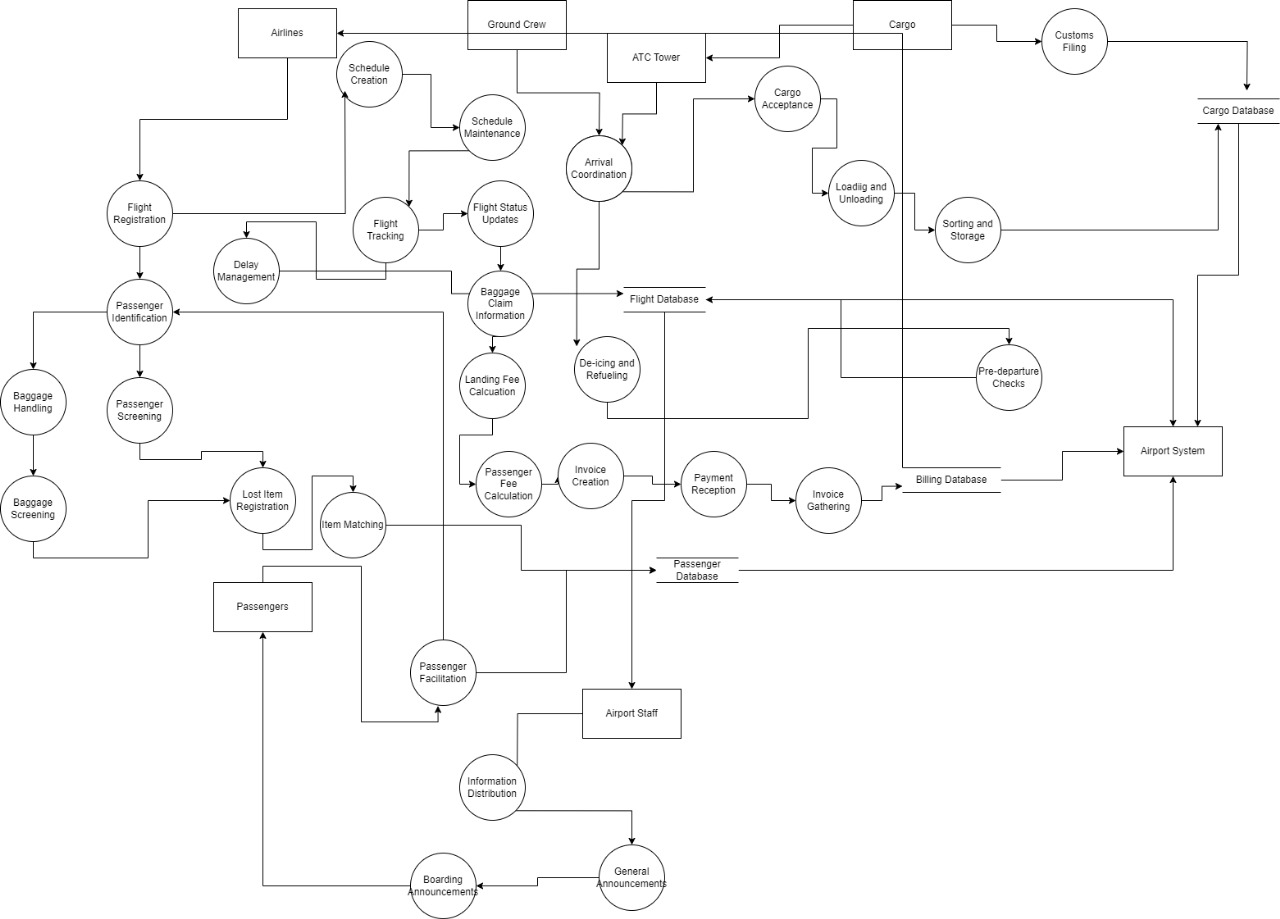 Airlines
Ground Crew
Cargo
ATC Tower
Customs
Filing
Schedule
Creation
Cargo
Acceptance
Cargo Database
Schedule
Maintenance
Arrival
Coordination
Loadiig and
Unloading
Flight
Registration
Flight Status
Updates
Flight
Tracking
Sorting and
Storage
Delay
Management
Passenger
Identification
Baggage
Claim
Information
Flight Database
De-icing and
Refueling
Pre-departure
Checks
Landing Fee
Calcuation
Baggage
Handling
Passenger
Screening
Airport System
Passenger
Fee
Calculation
Invoice
Creation
Payment
Reception
Invoice
Gathering
Billing Database
Baggage
Screening
Lost Item
Registration
Item Matching
Passenger
Database
Passengers
Passenger
Facilitation
Airport Staff
Information
Distribution
General
Announcements
Boarding
Announcements